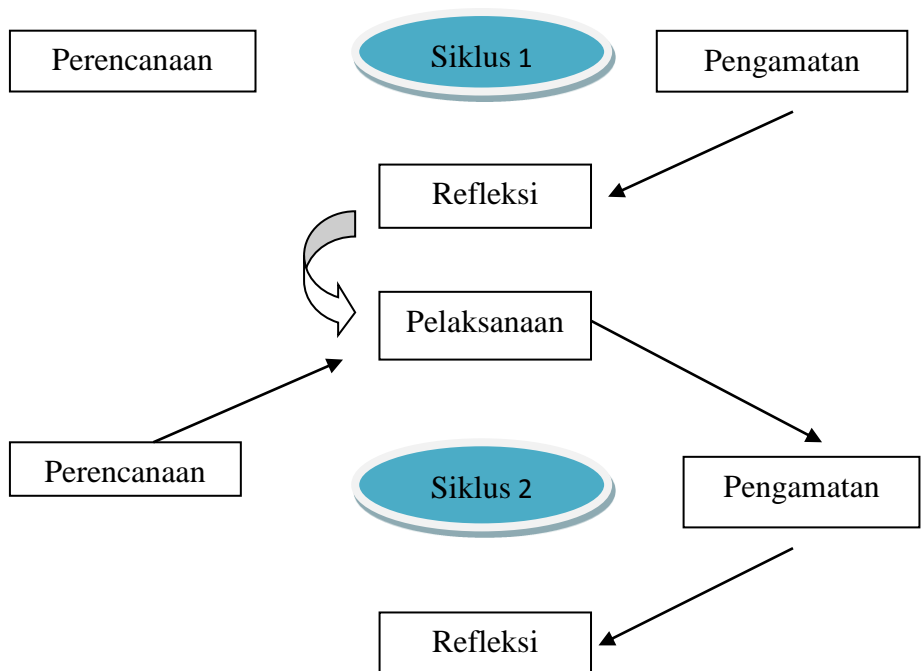 Perencanaan
Siklus 1
Pengamatan
Refleksi
Pelaksanaan
Perencanaan
Siklus 2
Pengamatan
Refleksi